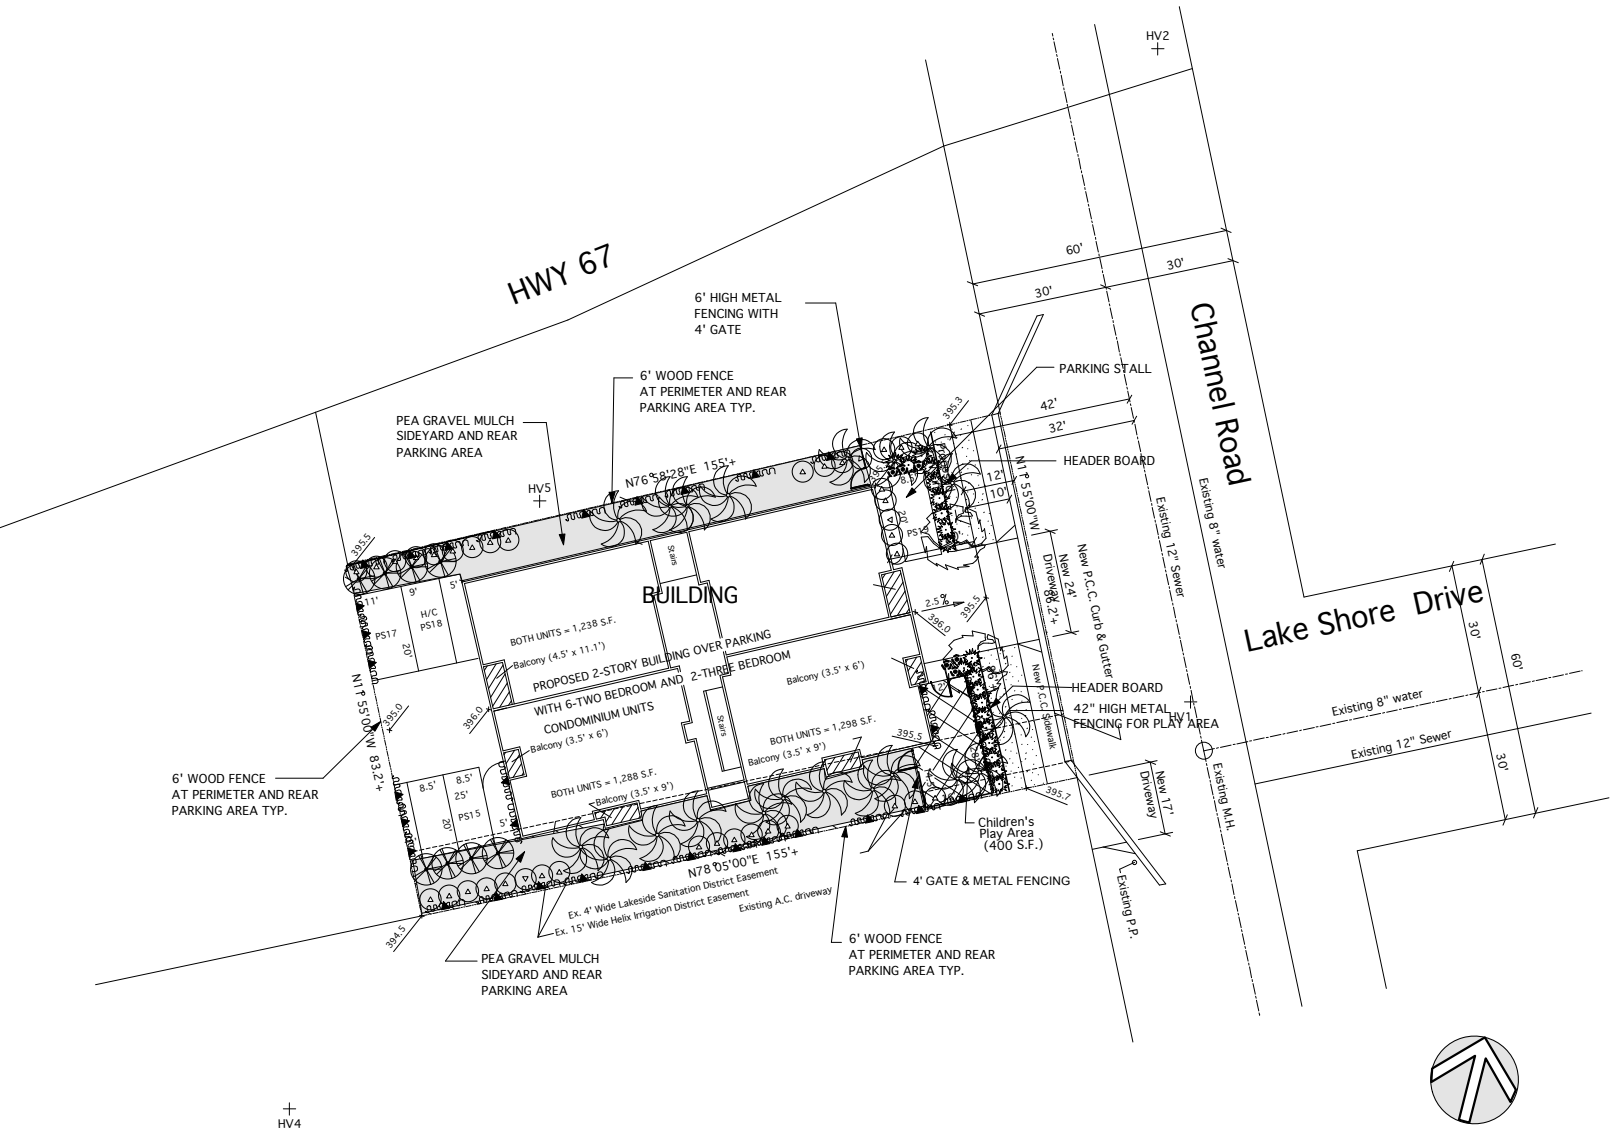 HV2
HWY 67
60'
30'
30'
Channel Road
6' HIGH METAL
FENCING WITH
4' GATE
PARKING STALL
6' WOOD FENCE
AT PERIMETER AND REAR
PARKING AREA TYP.
395.3
42'
32'
PEA GRAVEL MULCH
SIDEYARD AND REAR
PARKING AREA
N76°58'28"E 155'+
HEADER BOARD
12'
10'
8.5'
20'
HV5
395.5
N11° 55'00"W
86.2'+
Existing 12" Sewer
Existing 8" water
Stairs
BUILDING
New 24'
Driveway
New P.C.C. Curb & Gutter
11'
9'
5'
H/C
PS18
PS17
20'
2.5%
396.0
395.5
Lake Shore Drive
30'
60'
30'
BOTH UNITS = 1,238 S.F.
Balcony (4.5' x 11.1')
PROPOSED 2-STORY BUILDING OVER PARKING
WITH 6-TWO BEDROOM AND 2-THREE BEDROOM
CONDOMINIUM UNITS
Balcony (3.5' x 6')
Balcony (3.5' x 6')
N11° 55'00"W 83.2'+
395.0
396.0
HEADER BOARD
42" HIGH METAL
FENCING FOR PLAY AREA
HV1
New P.C.C. Sidewalk
Existing 8" water
Existing 12" Sewer
Stairs
BOTH UNITS = 1,298 S.F.
Balcony (3.5' x 9')
395.5
BOTH UNITS = 1,288 S.F.
Balcony (3.5' x 9')
6' WOOD FENCE
AT PERIMETER AND REAR
PARKING AREA TYP.
8.5'
8.5'
25'
PS15
20'
5'
395.7
New 17'
Driveway
Existing M.H.
Children's
Play Area
(400 S.F.)
N78°05'00"E 155'+
Ex. 4' Wide Lakeside Sanitation District Easement
Ex. 15' Wide Helix Irrigation District Easement
Existing A.C. driveway
4' GATE & METAL FENCING
Existing P.P.
394.5
6' WOOD FENCE
AT PERIMETER AND REAR
PARKING AREA TYP.
PEA GRAVEL MULCH
SIDEYARD AND REAR
PARKING AREA
HV4